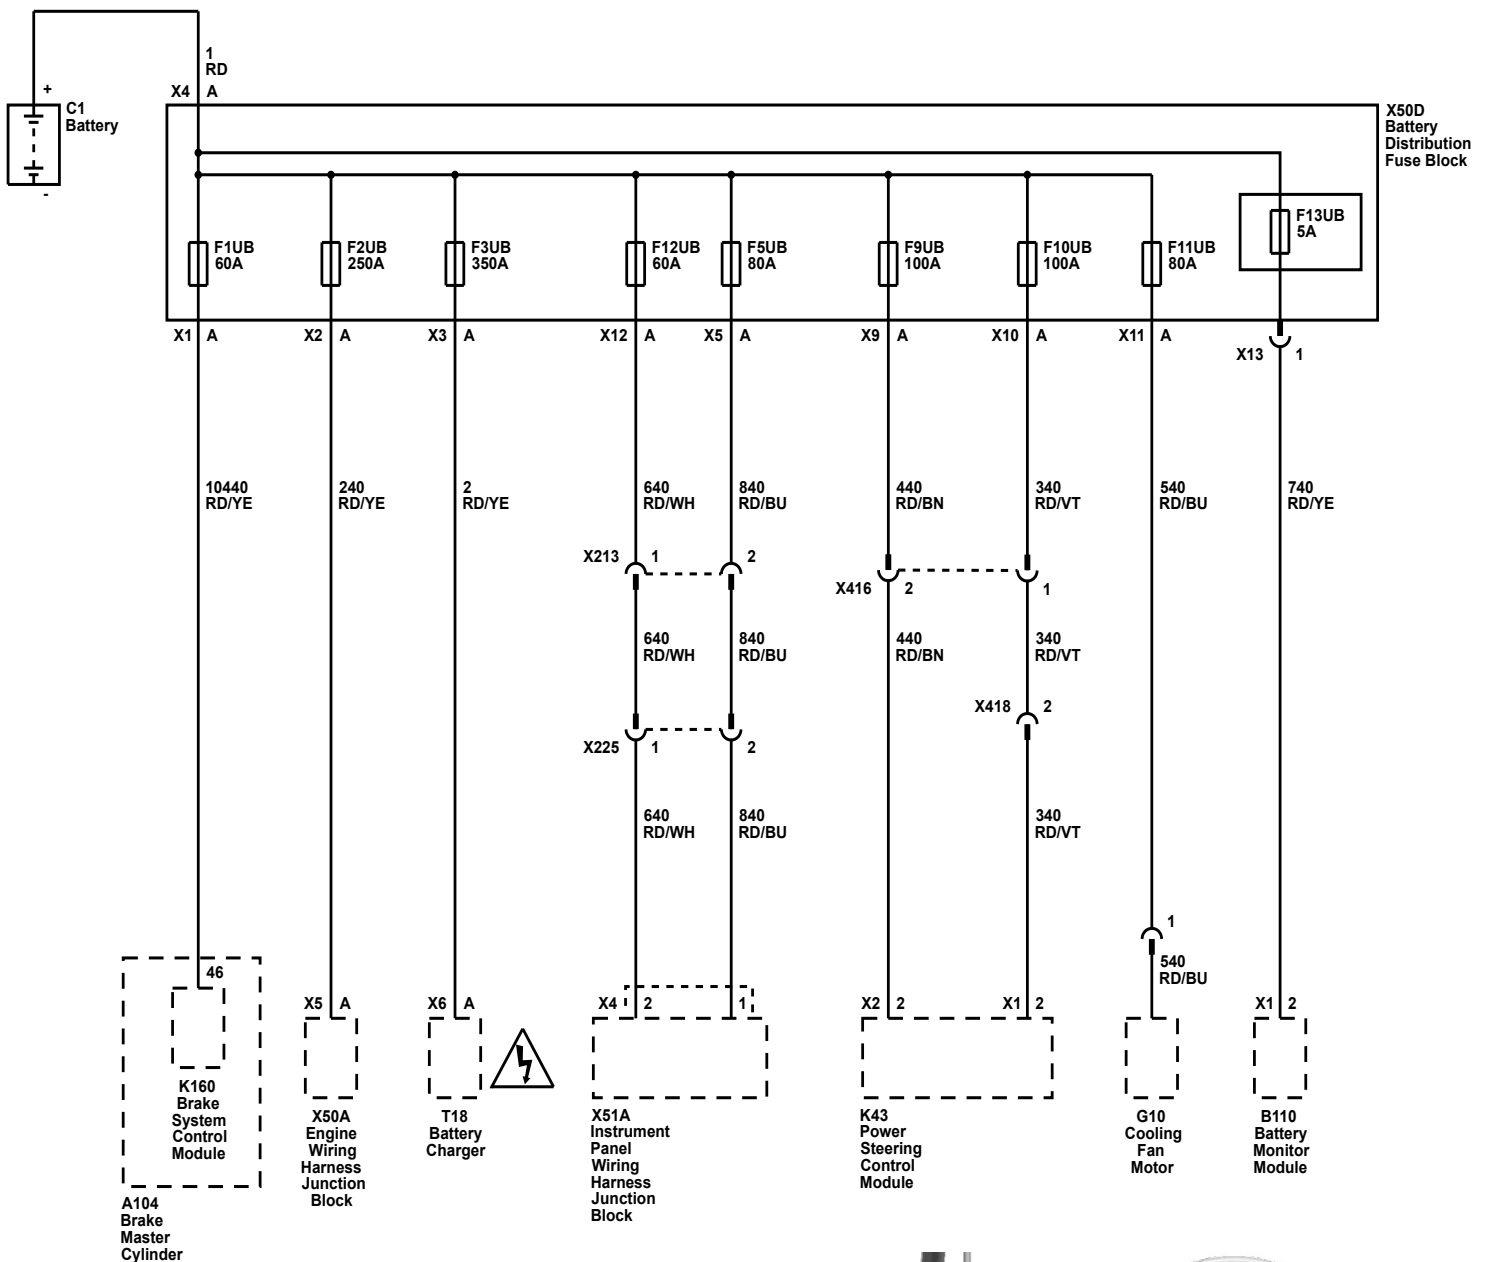 1
RD
X4 A
+
C1
Battery
-
X50D
Battery
Distribution
Fuse Block
F1UB
60A
F2UB
250A
F3UB
350A
F12UB
60A
F5UB
80A
F9UB
100A
F10UB
100A
F11UB
80A
F13UB
5A
X1 A
X2 A
X3 A
X12 A
X5 A
X9 A
X10 A
X11 A
X13 1
10440
RD/YE
240
RD/YE
2
RD/YE
640
RD/WH
840
RD/BU
440
RD/BN
340
RD/VT
540
RD/BU
740
RD/YE
X213 1 2
X416 2 1
640
RD/WH
840
RD/BU
440
RD/BN
340
RD/VT
X418 2
X225 1 2
640
RD/WH
840
RD/BU
340
RD/VT
1
540
RD/BU
46
X5 A
X6 A
X4 2 1
X2 2
X1 2
X1 2
K160
Brake
System
Control
Module
A104
Brake
Master
Cylinder
X50A
Engine
Wiring
Harness
Junction
Block
T18
Battery
Charger
X51A
Instrument
Panel
Wiring
Harness
Junction
Block
K43
Power
Steering
Control
Module
G10
Cooling
Fan
Motor
B110
Battery
Monitor
Module